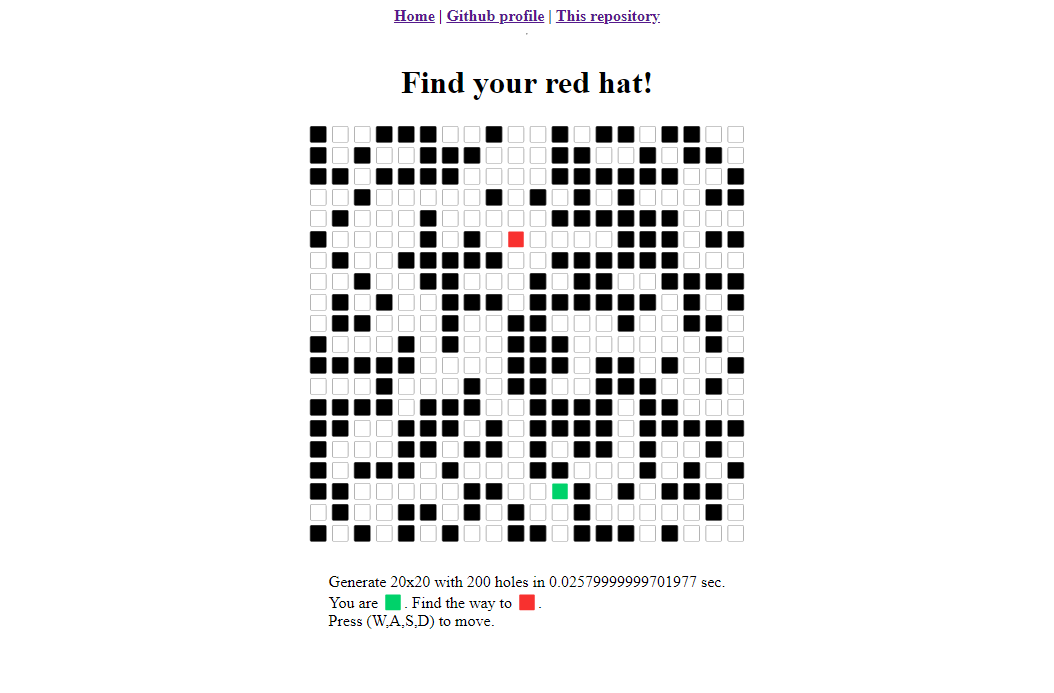 Home | Github profile | This repository
Find your red hat!
Generate 20x20 with 200 holes in 0.02579999999701977 sec.
You are . Find the way to .
Press (W,A,S,D) to move.